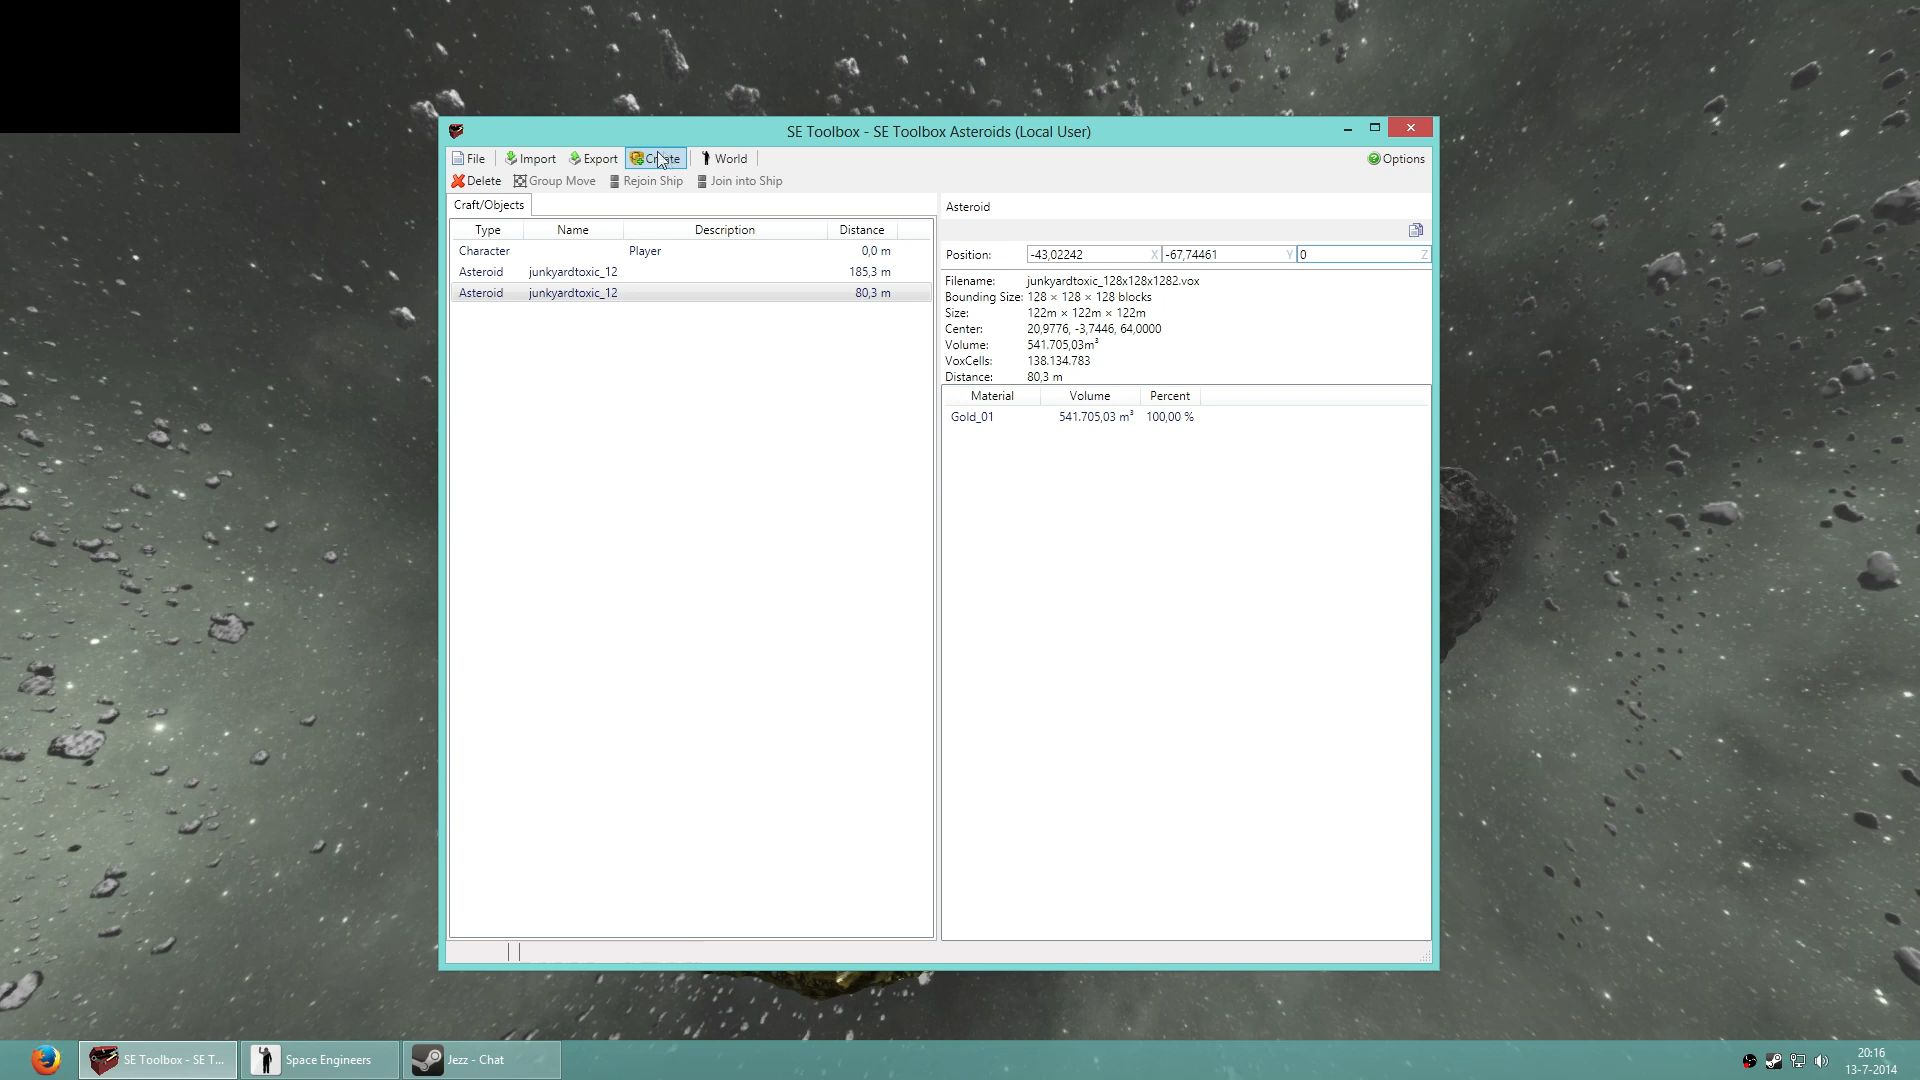 SE Toolbox - SE Toolbox Asteroids (Local User)
File Import Export Create World Options
Delete Group Move Rejoin Ship Join into Ship
Craft/Objects
Type Name Description Distance
Character Player 0,0 m
Asteroid junkyardtoxic_12 185,3 m
Asteroid junkyardtoxic_12 80,3 m
Asteroid
Position: -43,02242 X -67,74461 Y 0 Z
Filename: junkyardtoxic_128x128x1282.vox
Bounding Size: 128 × 128 × 128 blocks
Size: 122m × 122m × 122m
Center: 20,9776, -3,7446, 64,0000
Volume: 541.705,03m³
VoxCells: 138.134.783
Distance: 80,3 m
Material Volume Percent
Gold_01 541.705,03 m³ 100,00 %
SE Toolbox - SE T... Space Engineers Jezz - Chat
20:16
13-7-2014